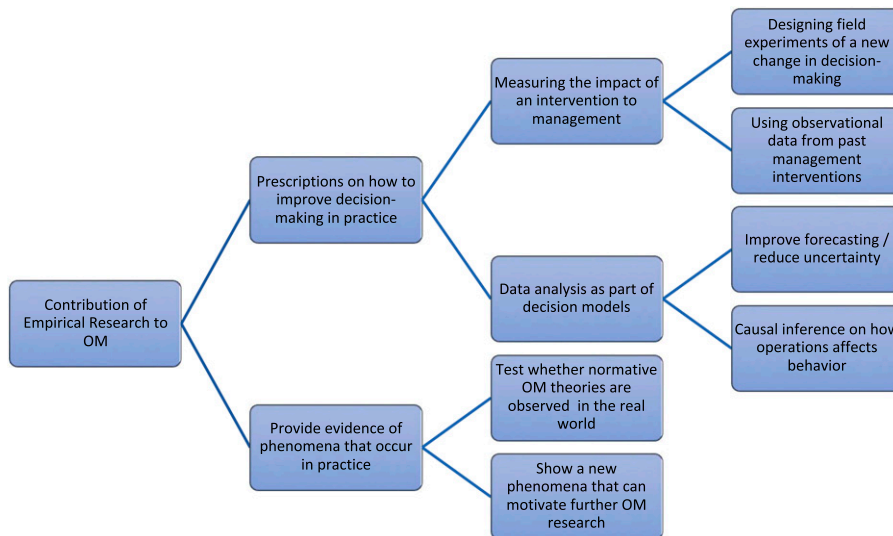 Contribution of
Empirical Research to
OM
Prescriptions on how to
improve decision-
making in practice
Provide evidence of
phenomena that occur
in practice
Measuring the impact of
an intervention to
management
Data analysis as part of
decision models
Test whether normative
OM theories are
observed in the real
world
Show a new
phenomena that can
motivate further OM
research
Designing field
experiments of a new
change in decision-
making
Using observational
data from past
management
interventions
Improve forecasting /
reduce uncertainty
Causal inference on how
operations affects
behavior